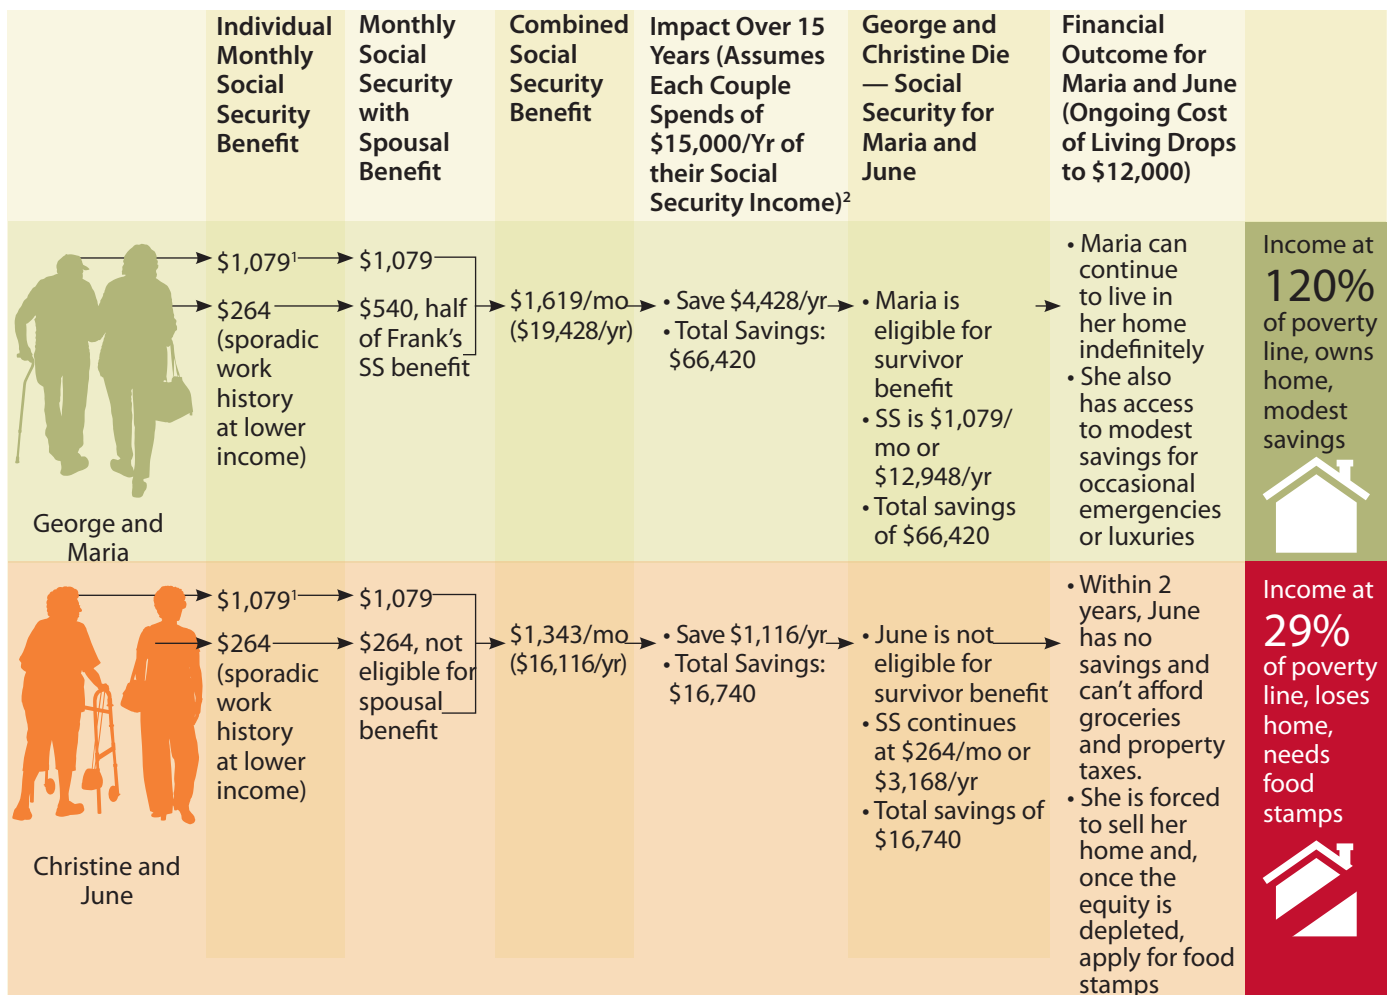 Individual
Monthly
Social
Security
Benefit
Monthly
Social
Security
with
Spousal
Benefit
Combined
Social
Security
Benefit
Impact Over 15
Years (Assumes
Each Couple
Spends of
$15,000/Yr of
their Social
Security Income)²
George and
Christine Die
— Social
Security for
Maria and
June
Financial
Outcome for
Maria and June
(Ongoing Cost
of Living Drops
to $12,000)
George and
Maria
$1,079¹
$264
(sporadic
work
history
at lower
income)
$1,079
$540, half
of Frank’s
SS benefit
$1,619/mo
($19,428/yr)
• Save $4,428/yr
• Total Savings:
$66,420
• Maria is
eligible for
survivor
benefit
• SS is $1,079/
mo or
$12,948/yr
• Total savings
of $66,420
• Maria can
continue
to live in
her home
indefinitely
• She also
has access
to modest
savings for
occasional
emergencies
or luxuries
Income at
120%
of poverty
line, owns
home,
modest
savings
Christine and
June
$1,079¹
$264
(sporadic
work
history
at lower
income)
$1,079
$264, not
eligible for
spousal
benefit
$1,343/mo
($16,116/yr)
• Save $1,116/yr
• Total Savings:
$16,740
• June is not
eligible for
survivor benefit
• SS continues
at $264/mo or
$3,168/yr
• Total savings of
$16,740
• Within 2
years, June
has no
savings and
can’t afford
groceries
and property
taxes.
• She is forced
to sell her
home and,
once the
equity is
depleted,
apply for food
stamps
Income at
29%
of poverty
line, loses
home,
needs
food
stamps